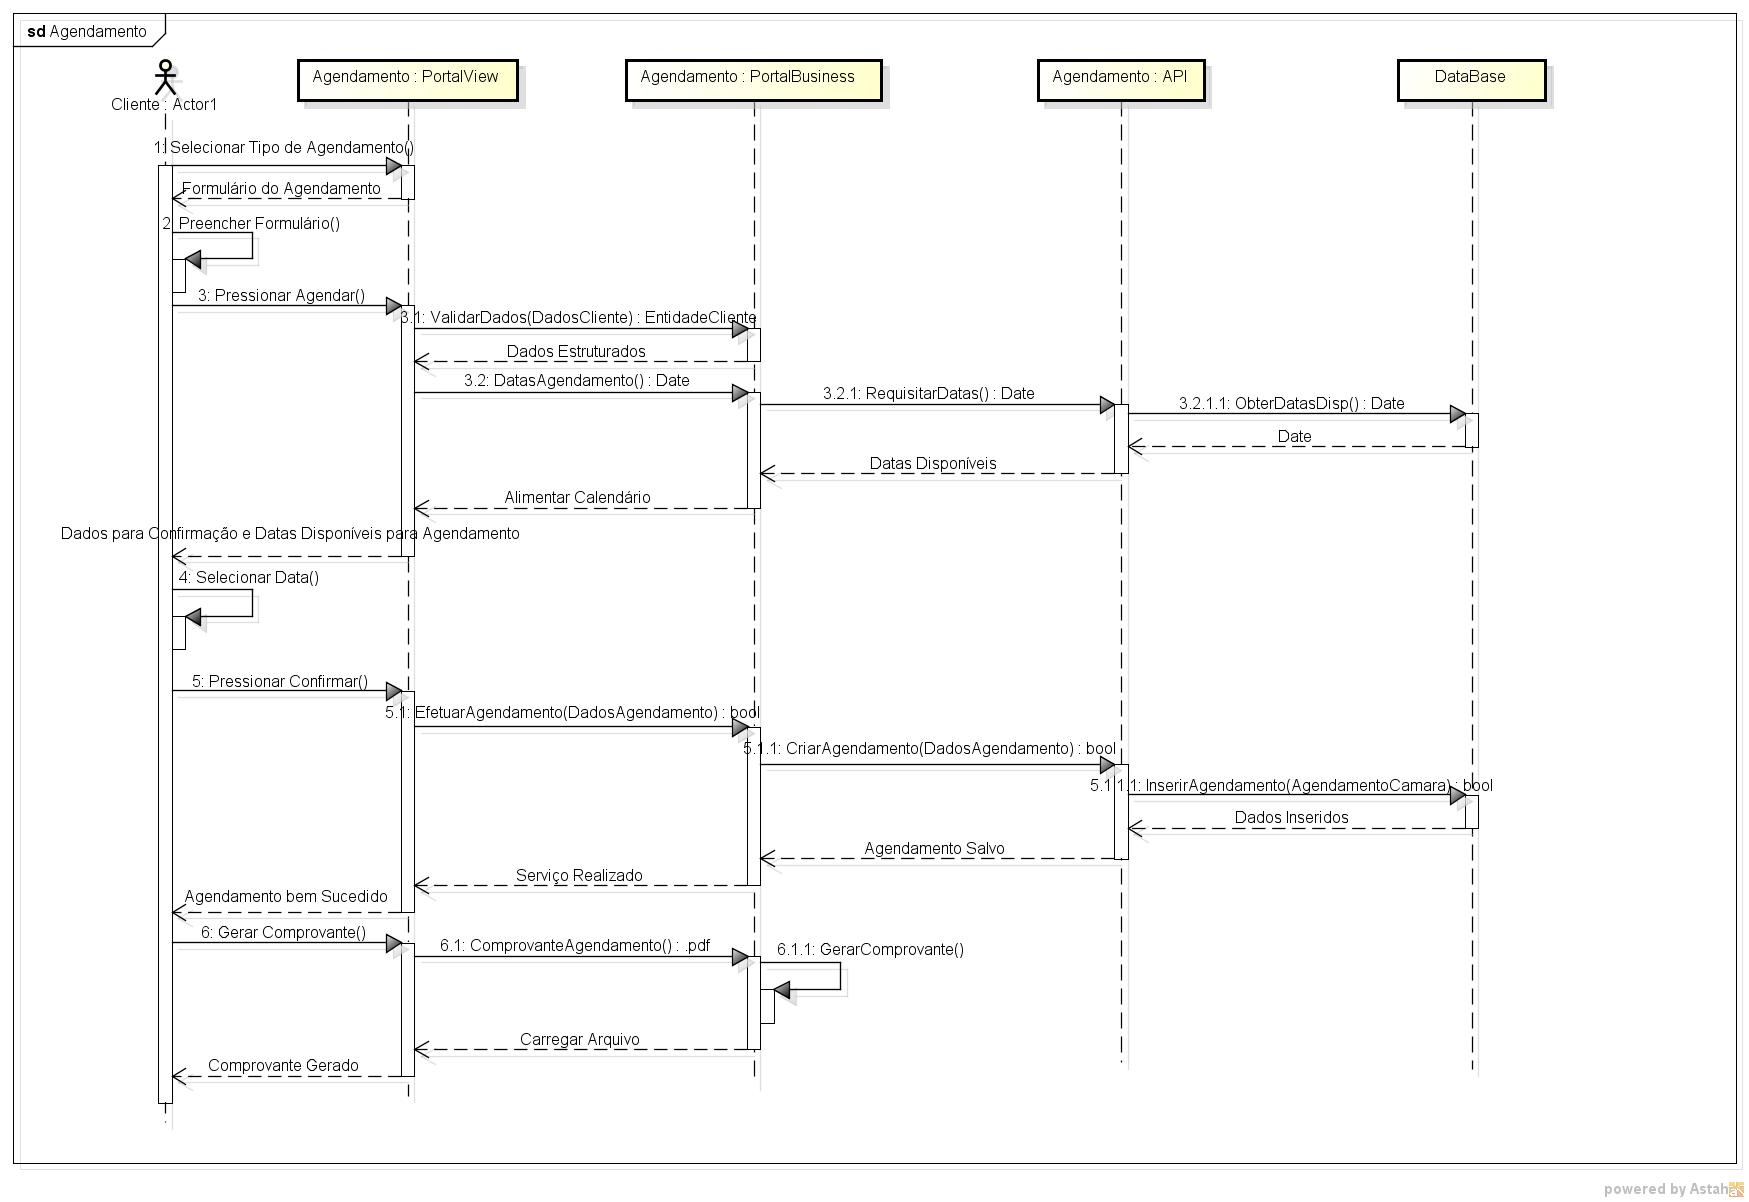 sd Agendamento
Cliente : Actor1
Agendamento : PortalView
Agendamento : PortalBusiness
Agendamento : API
DataBase
1: Selecionar Tipo de Agendamento()
Formulário do Agendamento
2: Preencher Formulário()
3: Pressionar Agendar()
3.1: ValidarDados(DadosCliente) : EntidadeCliente
Dados Estruturados
3.2: DatasAgendamento() : Date
3.2.1: RequisitarDatas() : Date
3.2.1.1: ObterDatasDisp() : Date
Date
Datas Disponíveis
Alimentar Calendário
Dados para Confirmação e Datas Disponíveis para Agendamento
4: Selecionar Data()
5: Pressionar Confirmar()
5.1: EfetuarAgendamento(DadosAgendamento) : bool
5.1.1: CriarAgendamento(DadosAgendamento) : bool
5.1.1.1: InserirAgendamento(AgendamentoCamara) : bool
Dados Inseridos
Agendamento Salvo
Serviço Realizado
Agendamento bem Sucedido
6: Gerar Comprovante()
6.1: ComprovanteAgendamento() : .pdf
6.1.1: GerarComprovante()
Carregar Arquivo
Comprovante Gerado
powered by Astah